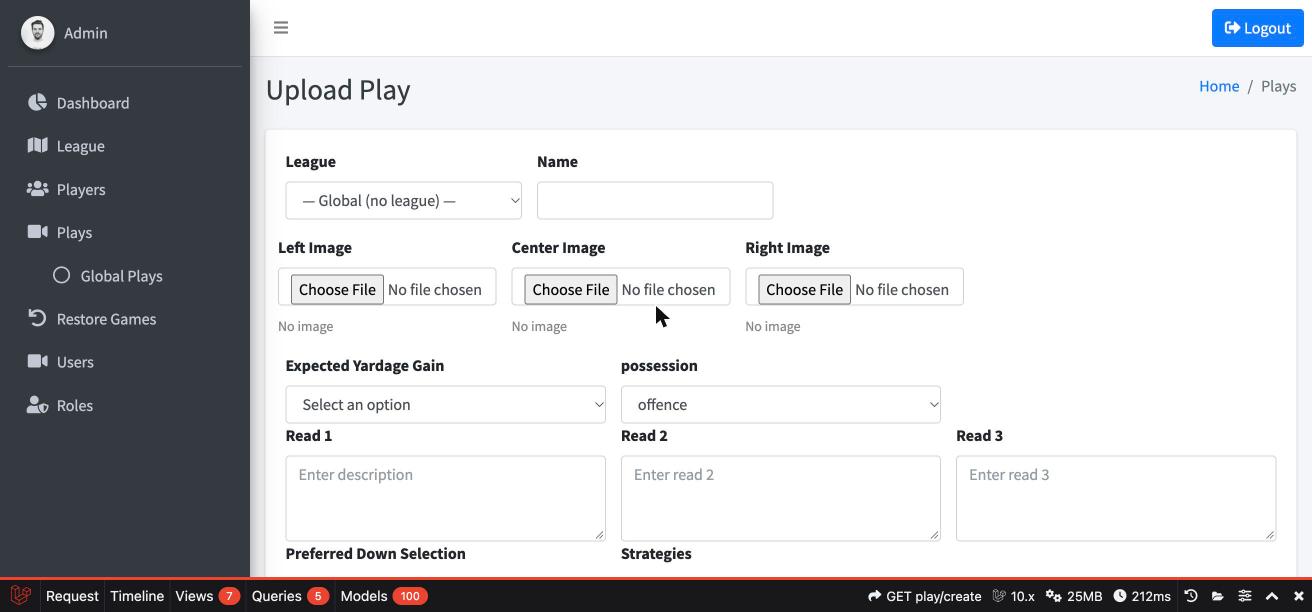 Admin
Logout
Upload Play
Home / Plays
Dashboard
League
Players
Plays
Global Plays
Restore Games
Users
Roles
League Name
— Global (no league) —
Left Image Center Image Right Image
Choose File No file chosen Choose File No file chosen Choose File No file chosen
No image No image No image
Expected Yardage Gain possession
Select an option offence
Read 1 Read 2 Read 3
Enter description Enter read 2 Enter read 3
Preferred Down Selection Strategies
Request Timeline Views 7 Queries 5 Models 100 GET play/create 10.x 25MB 212ms